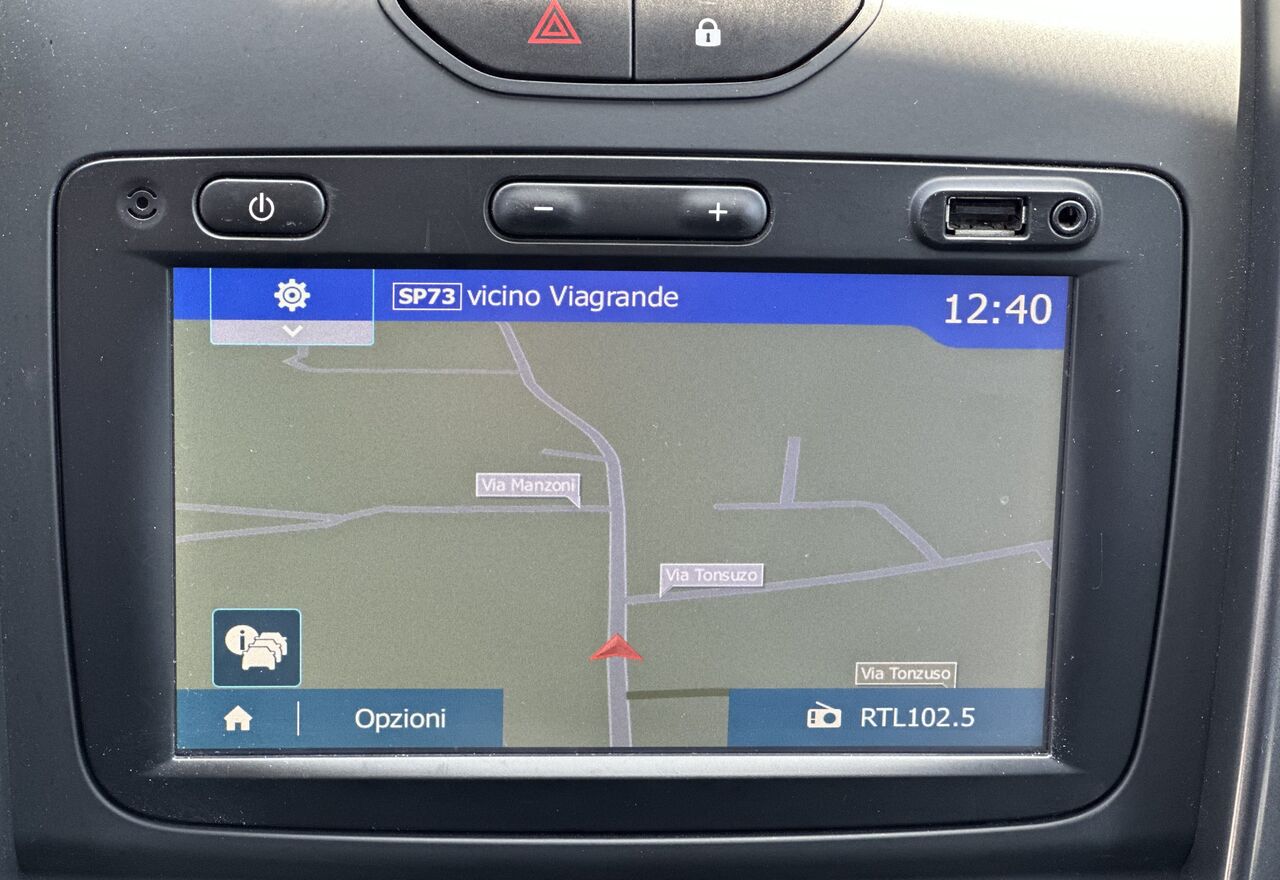 SP73 vicino Viagrande
12:40
Via Manzoni
Via Tonsuzo
Via Tonzuso
Opzioni
RTL102.5